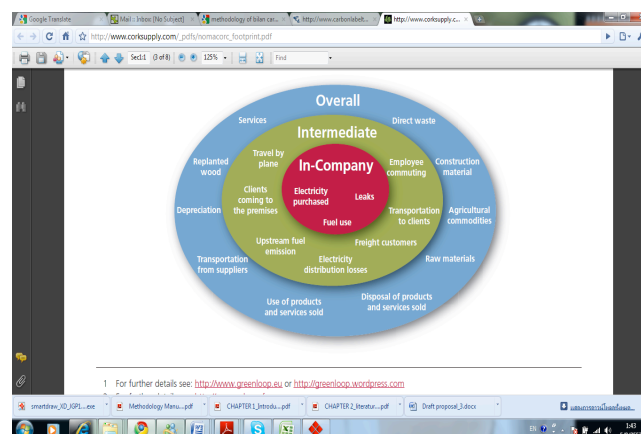 Google Translate
Mail :: Inbox [No Subject]
methodology of bilan car...
http://www.carbonlabelt...
http://www.corksupply.c...
http://www.corksupply.com/_pdfs/nomacorc_footprint.pdf
Sec1:1 (3 of 8) 125% Find
Overall
Services
Direct waste
Intermediate
Travel by
plane
Replanted
wood
In-Company
Employee
commuting
Construction
material
Electricity
purchased
Leaks
Clients
coming to
the premises
Depreciation
Fuel use
Transportation
to clients
Agricultural
commodities
Upstream fuel
emission
Freight customers
Transportation
from suppliers
Electricity
distribution losses
Raw materials
Use of products
and services sold
Disposal of products
and services sold
1 For further details see: http://www.greenloop.eu or http://greenloop.wordpress.com
smartdraw_XD_JGP1....exe
Methodology Manu....pdf
CHAPTER 1_Introdu....pdf
CHAPTER 2_literatur....pdf
Draft proposal_3.docx
EN
1:43